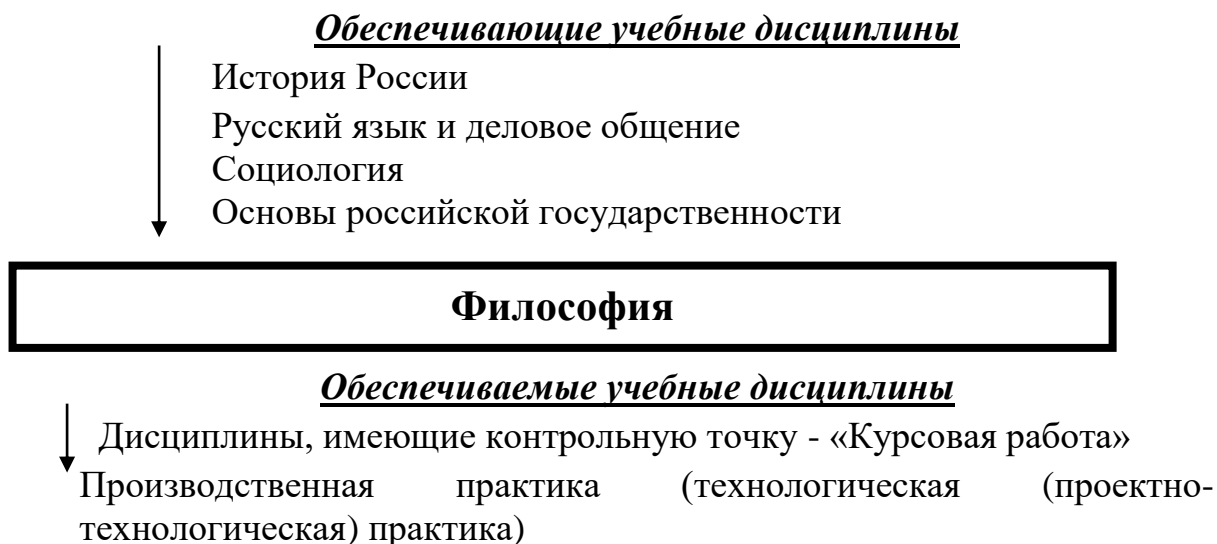 Обеспечивающие учебные дисциплины
История России
Русский язык и деловое общение
Социология
Основы российской государственности
Философия
Обеспечиваемые учебные дисциплины
Дисциплины, имеющие контрольную точку - «Курсовая работа»
Производственная практика (технологическая (проектно-
технологическая) практика)